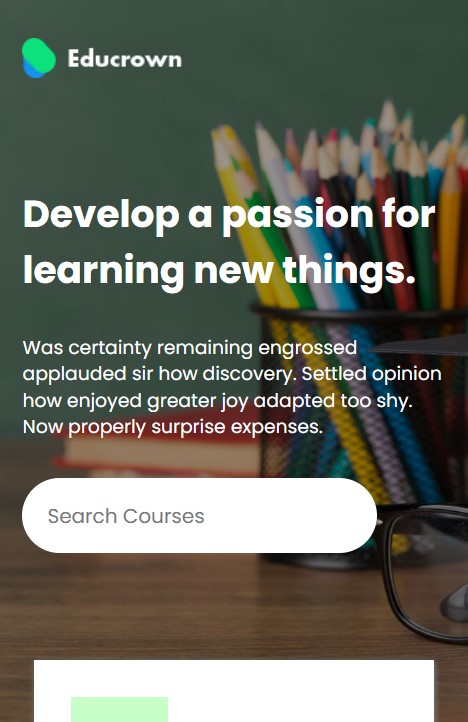 Educrown
Develop a passion for
learning new things.
Was certainty remaining engrossed
applauded sir how discovery. Settled opinion
how enjoyed greater joy adapted too shy.
Now properly surprise expenses.
Search Courses